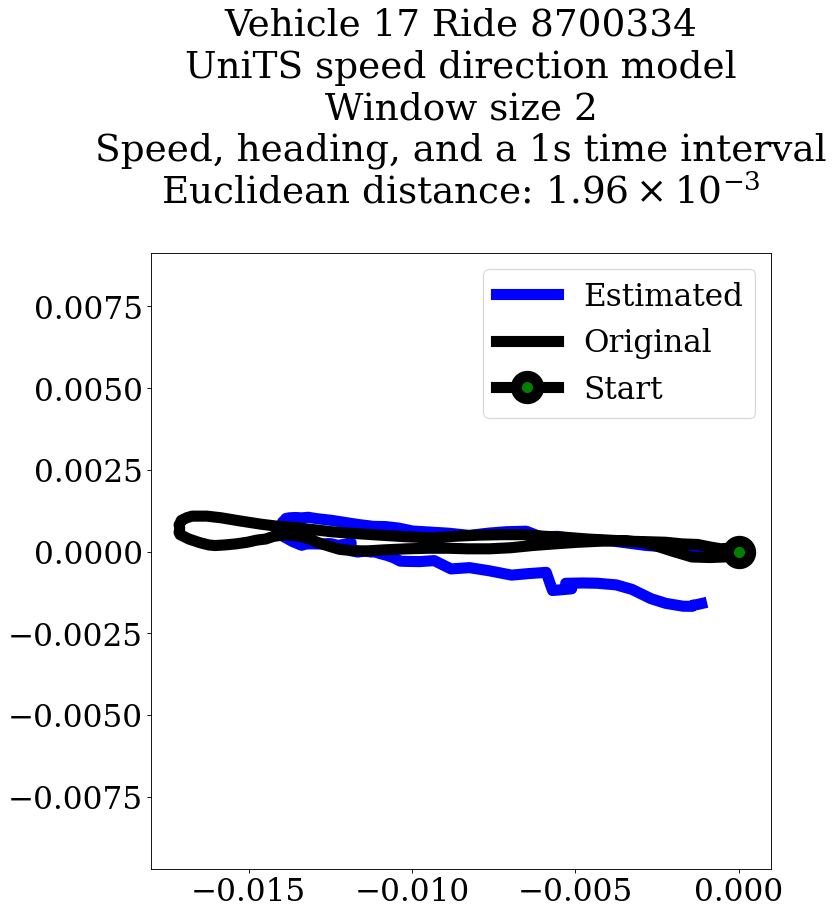 Vehicle 17 Ride 8700334
UniTS speed direction model
Window size 2
Speed, heading, and a 1s time interval
Euclidean distance: 1.96 × 10⁻³
Estimated
Original
Start
0.0075
0.0050
0.0025
0.0000
−0.0025
−0.0050
−0.0075
−0.015 −0.010 −0.005 0.000